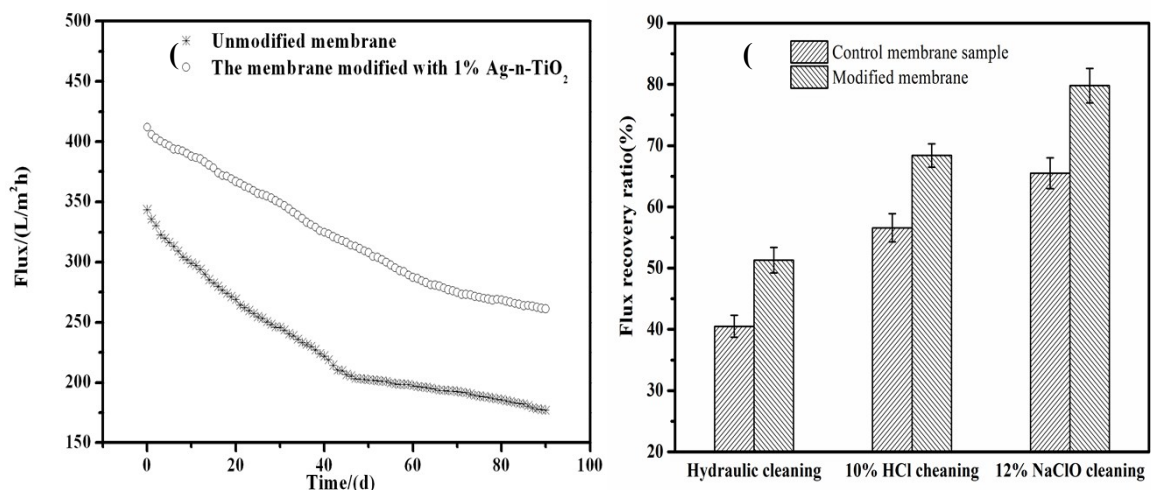 500
450
400
350
300
250
200
150
Flux/(L/m²h)
(
Unmodified membrane
The membrane modified with 1% Ag-n-TiO₂
0 20 40 60 80 100
Time/(d)
90
80
70
60
50
40
30
20
Flux recovery ratio(%)
(
Control membrane sample
Modified membrane
Hydraulic cleaning 10% HCl cheaning 12% NaClO cleaning